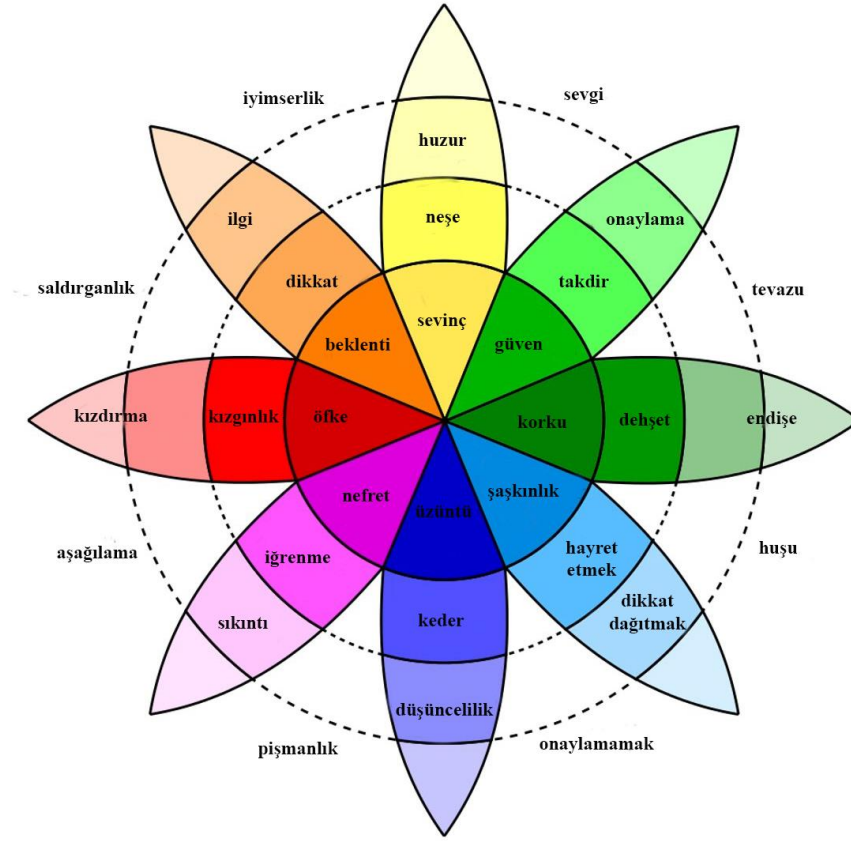 iyimserlik
sevgi
huzur
ilgi
neşe
onaylama
dikkat
takdir
saldırganlık
tevazu
sevinç
beklenti
güven
kızdırma
kızgınlık
öfke
korku
dehşet
endişe
nefret
üzüntü
şaşkınlık
aşağılama
iğrenme
hayret
etmek
huşu
sıkıntı
keder
dikkat
dağıtmak
düşüncelilik
pişmanlık
onaylamamak